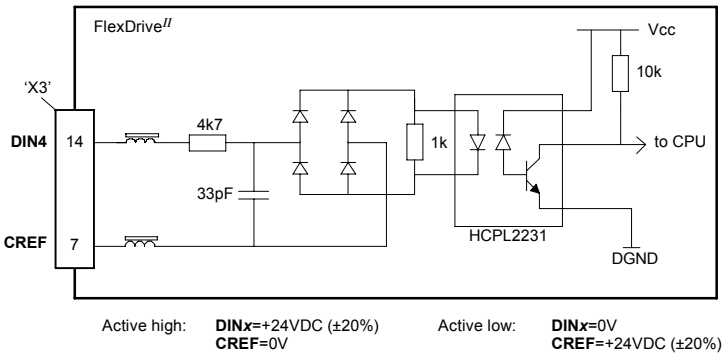 FlexDrive II
Vcc
'X3'
10k
4k7
DIN4
14
1k
to CPU
33pF
CREF
7
HCPL2231
DGND
Active high: DINx=+24VDC (±20%) Active low: DINx=0V
CREF=0V CREF=+24VDC (±20%)